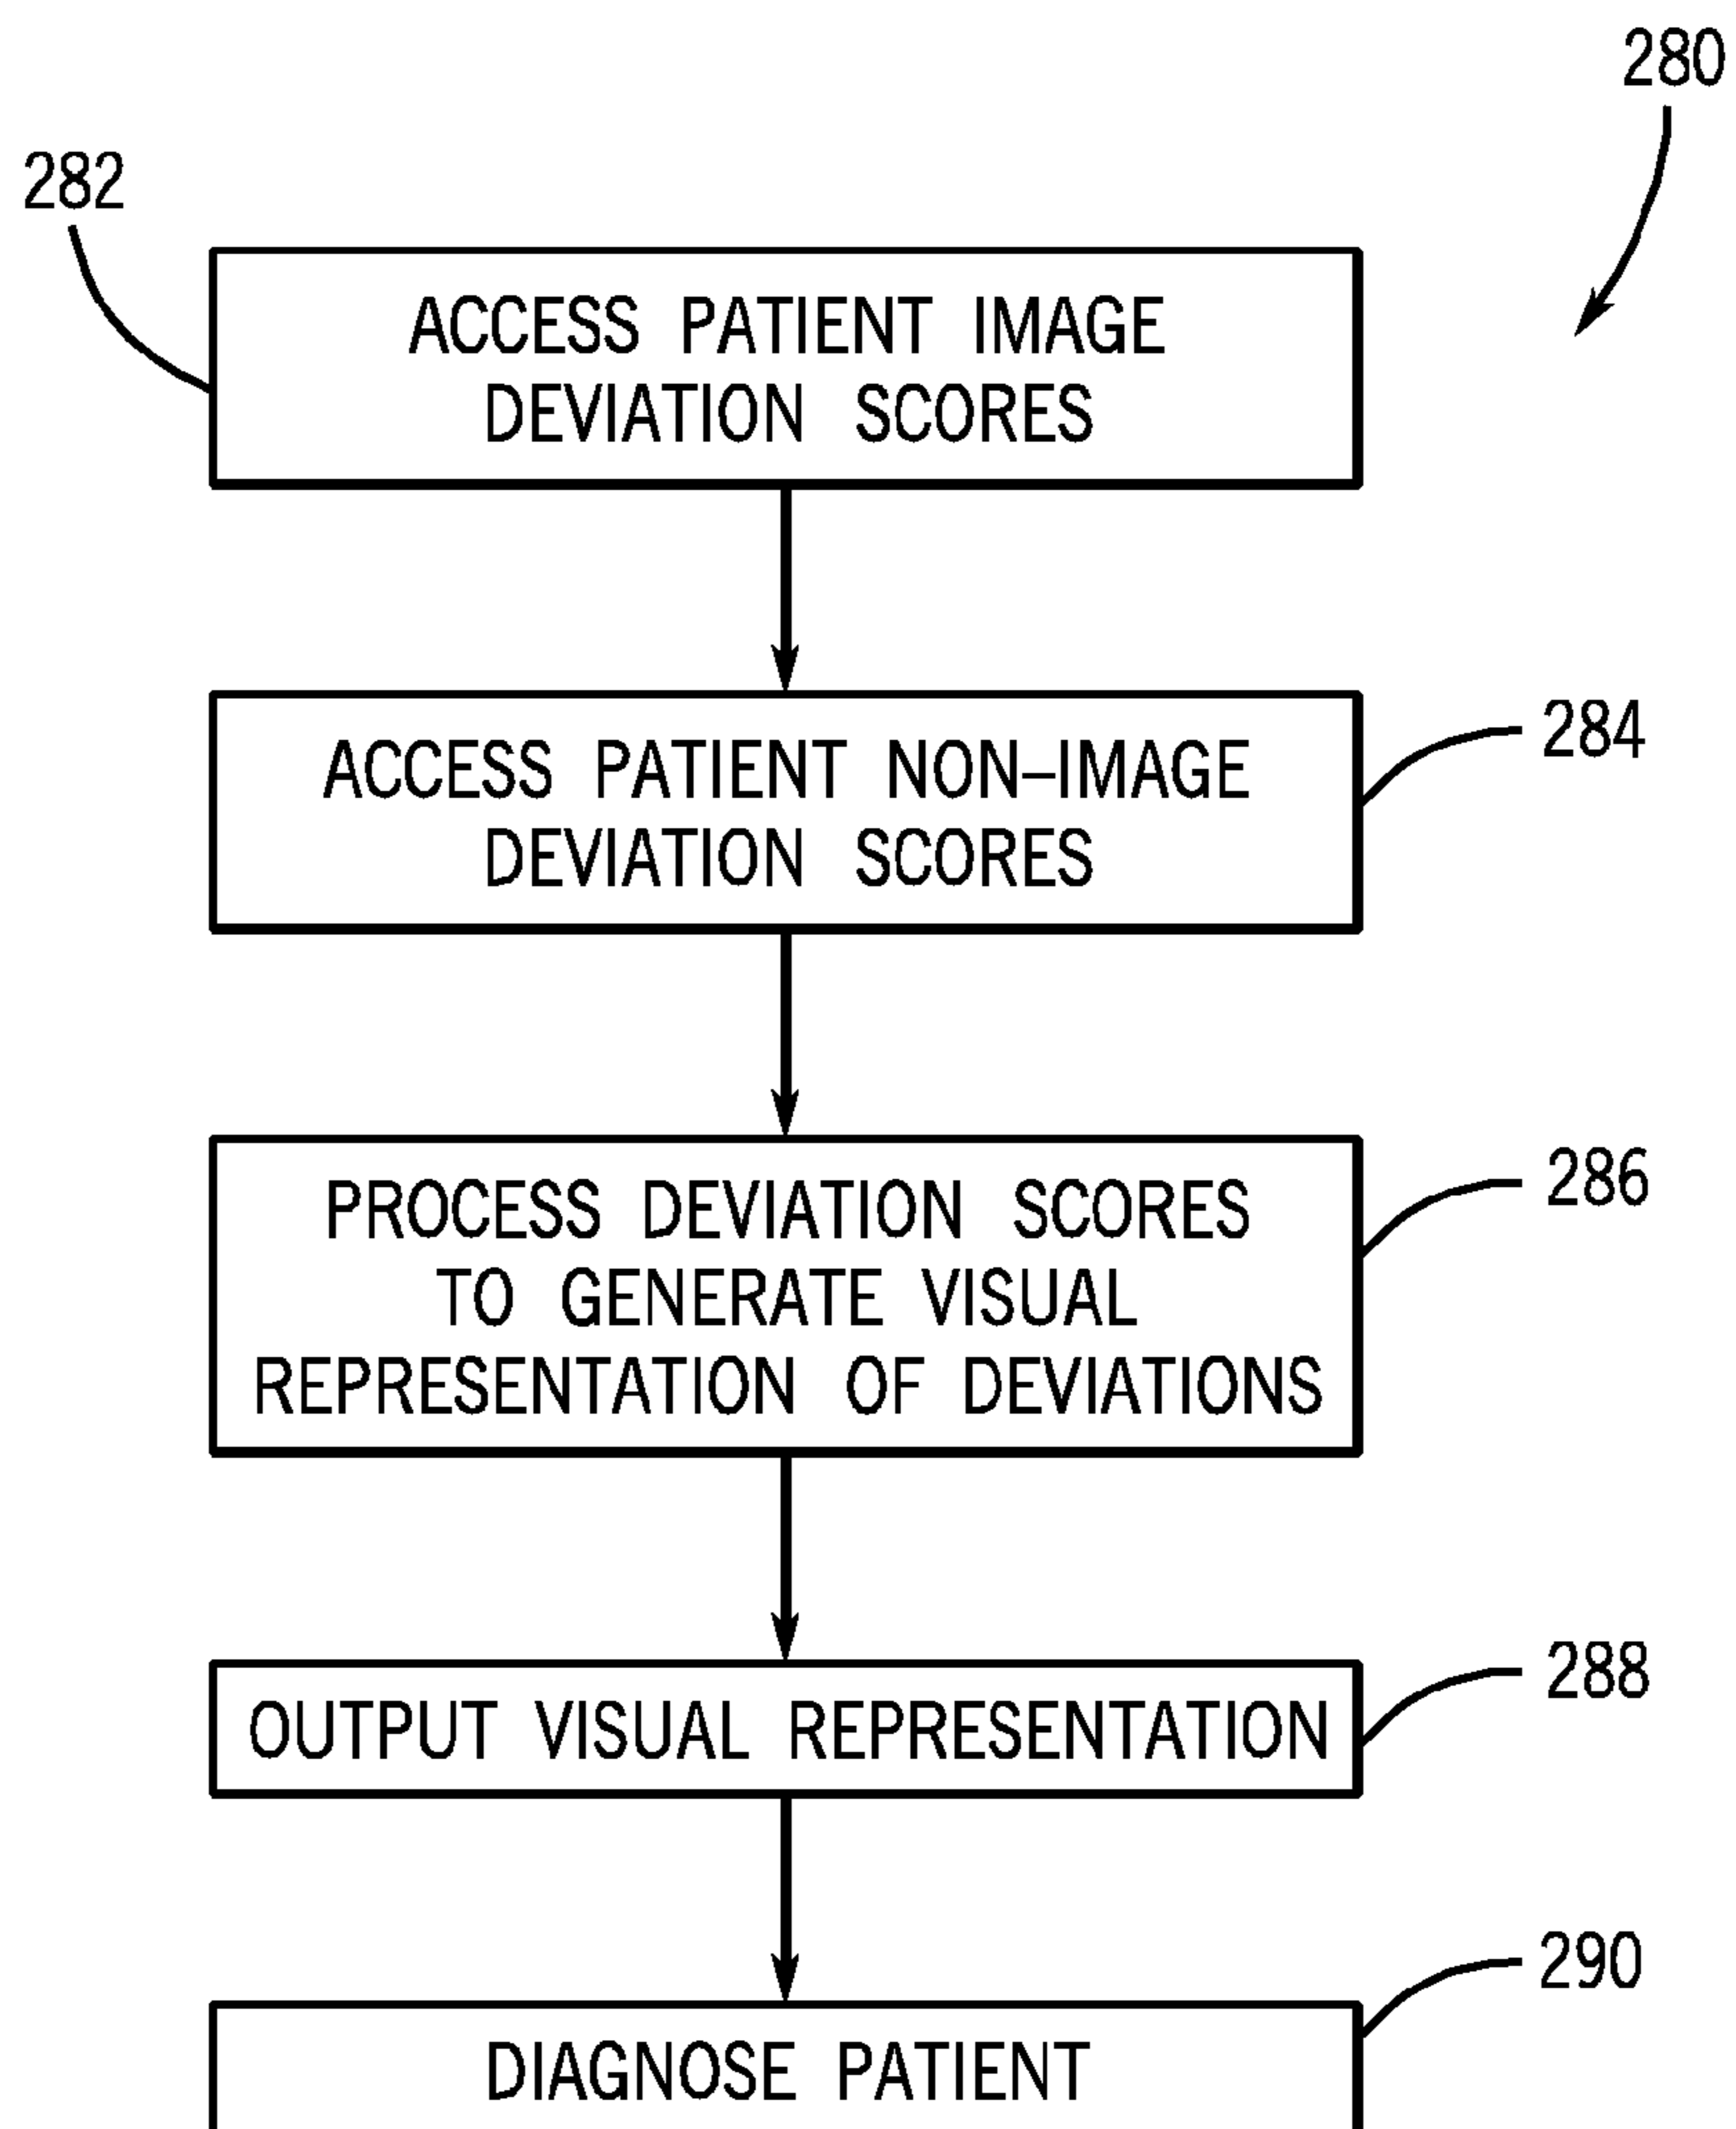 280
282
ACCESS PATIENT IMAGE
DEVIATION SCORES
ACCESS PATIENT NON–IMAGE
DEVIATION SCORES
284
PROCESS DEVIATION SCORES
TO GENERATE VISUAL
REPRESENTATION OF DEVIATIONS
286
OUTPUT VISUAL REPRESENTATION
288
DIAGNOSE PATIENT
290